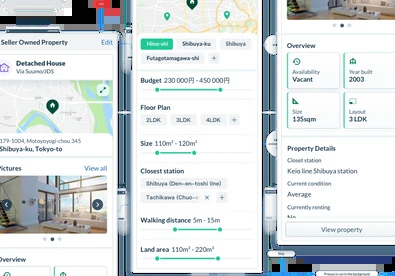 Seller Owned Property Edit
Detached House
Via Suumo/JDS
179-1004, Motoyoyogi-chou 345
Shibuya-ku, Tokyo-to
Pictures View all
Overview
Hino-shi Shibuya-ku Shibuya
Fuputagotamagawa-shi +
Budget 230 000円 - 450 000円
Floor Plan
2LDK 3LDK 4LDK +
Size 110m² - 120m²
Closest station
Shibuya (Den-en-toshi line)
Tachikawa (Chuo- × +
Walking distance 5m - 15m
Land area 110m² - 220m²
Overview
Availability
Vacant
Year built
2003
Size
135sqm
Layout
3 LDK
Property Details
Closet station
Keio line Shibuya station
Current condition
Average
Currently renting
No
View property